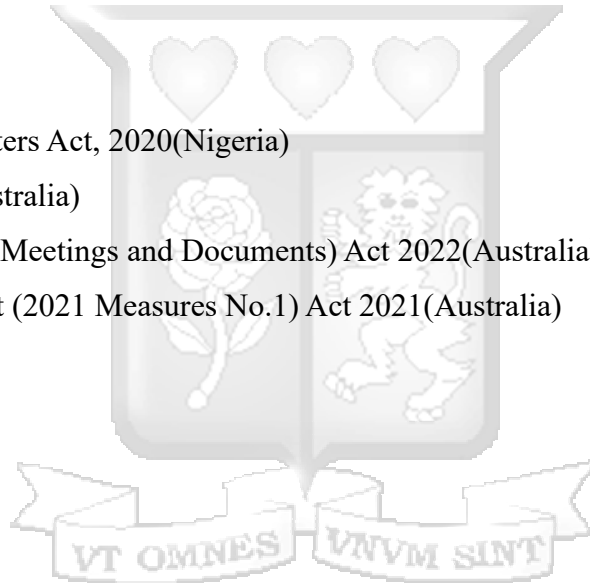 ters Act, 2020(Nigeria)
stralia)
Meetings and Documents) Act 2022(Australia
t (2021 Measures No.1) Act 2021(Australia)
VT OMNES VNVM SINT